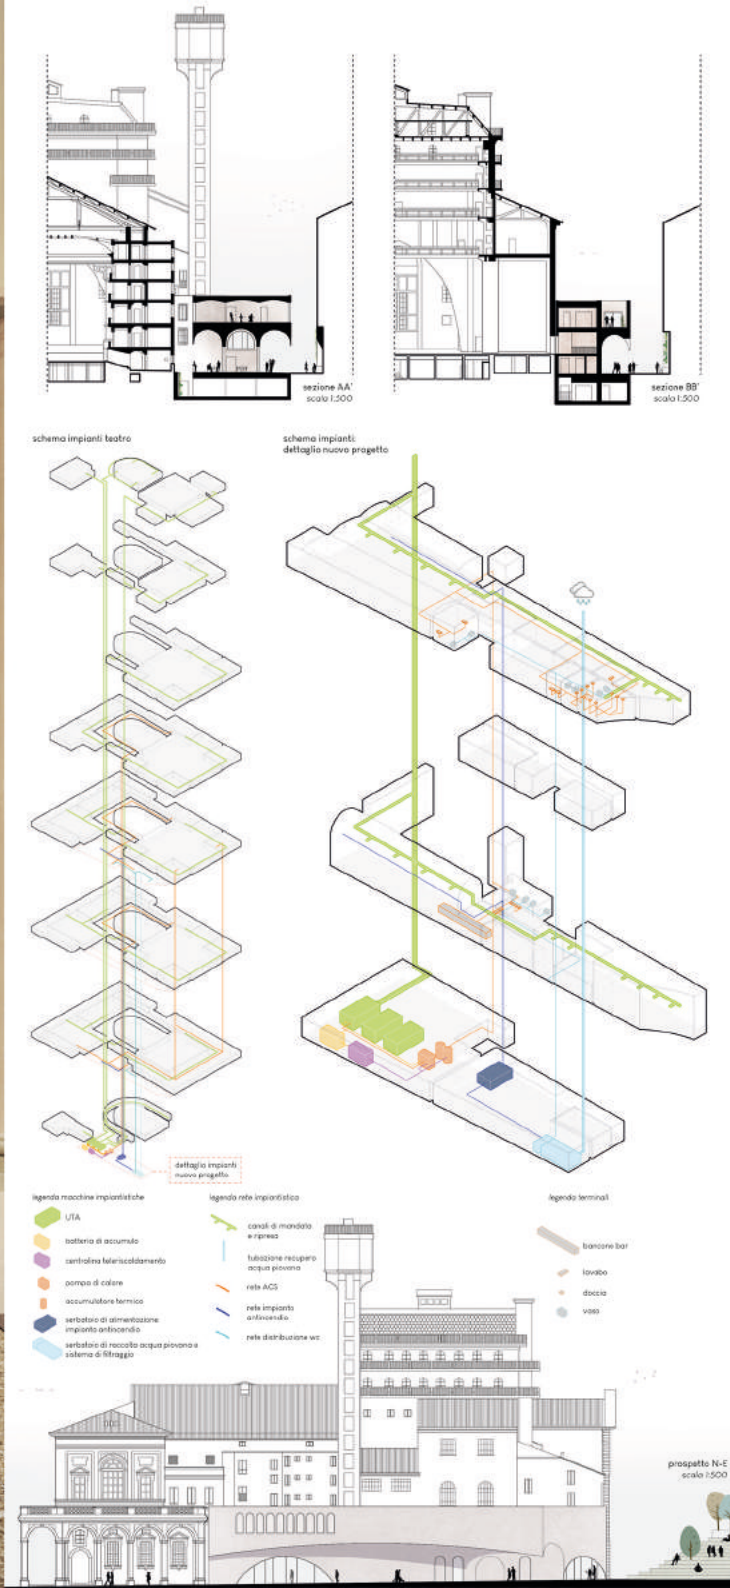 sezione AA'
scala 1:500
sezione BB'
scala 1:500
schema impianti teatro
schema impianti:
dettaglio nuovo progetto
dettaglio impianti
nuovo progetto
legenda macchine impiantistiche
UTA
batteria di accumulo
centralina teleriscaldamento
pompa di calore
accumulatore termico
serbatoio di alimentazione
impianto antincendio
serbatoio di raccolta acqua piovana e
sistema di filtraggio
legenda rete impiantistica
canali di mandata
e ripresa
tubazione recupero
acqua piovana
rete ACS
rete impianto
antincendio
rete distribuzione wc
legenda terminali
bancone bar
lavabo
doccia
vaso
prospetto N-E
scala 1:500